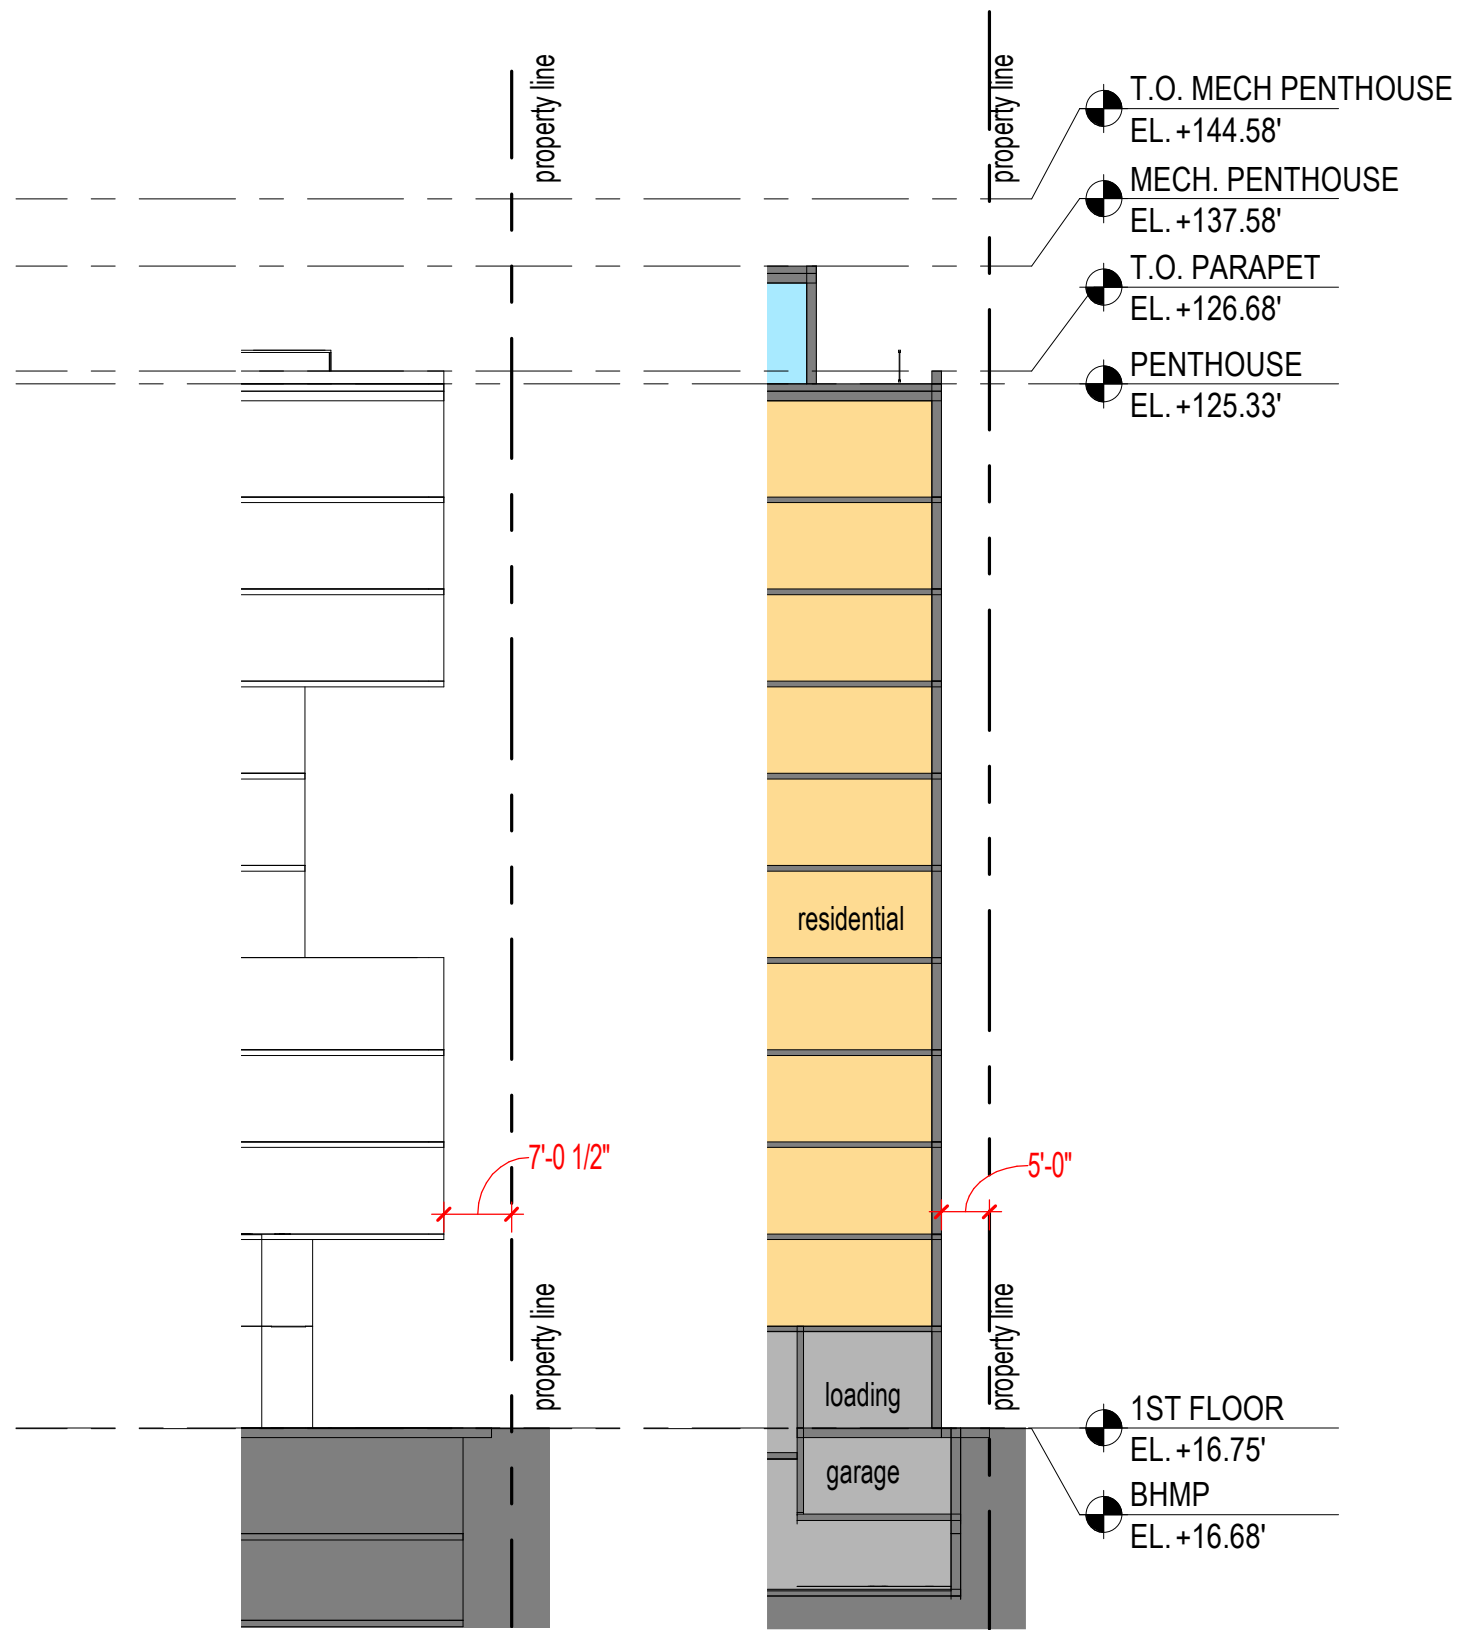 property line
property line
T.O. MECH PENTHOUSE
EL. +144.58'
MECH. PENTHOUSE
EL. +137.58'
T.O. PARAPET
EL. +126.68'
PENTHOUSE
EL. +125.33'
residential
7'-0 1/2"
5'-0"
property line
property line
loading
1ST FLOOR
EL. +16.75'
garage
BHMP
EL. +16.68'